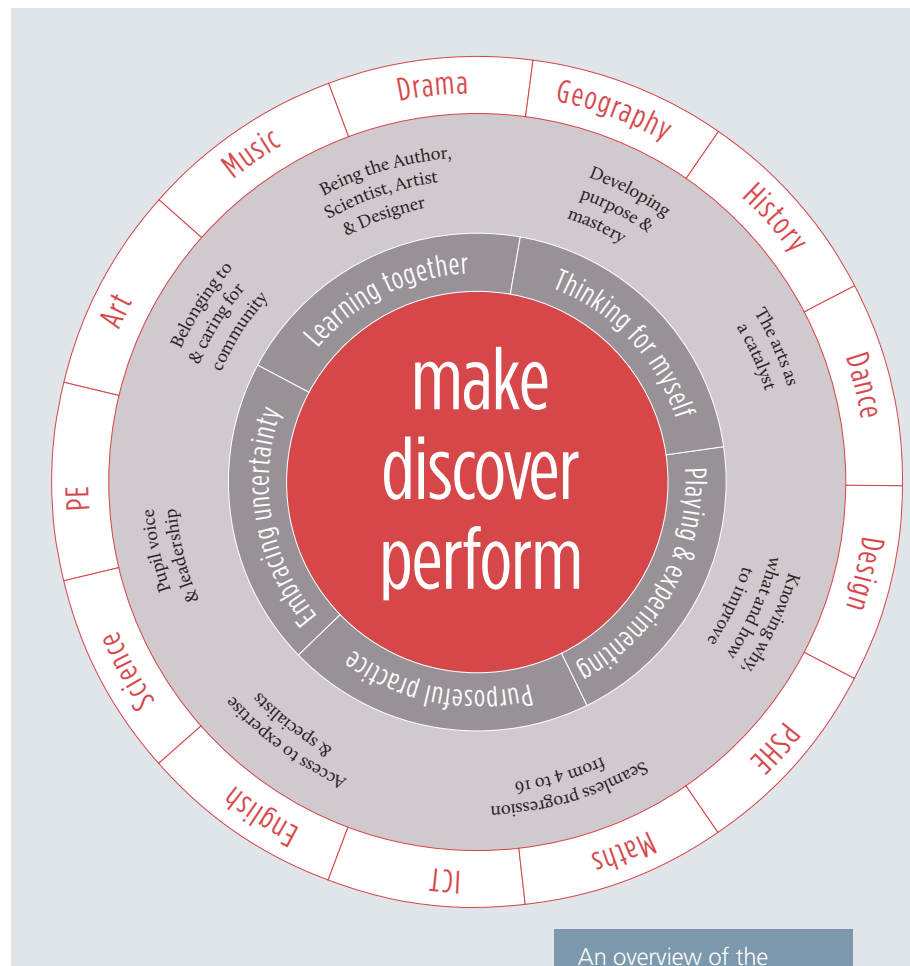 Drama
Geography
History
Dance
Design
PSHE
Maths
ICT
English
Science
PE
Art
Music
Being the Author,
Scientist, Artist
& Designer
Developing
purpose &
mastery
The arts as
a catalyst
Knowing why,
what and how
to improve
Seamless progression
from 4 to 16
Access to expertise
& specialists
Pupil voice
& leadership
Belonging to
& caring for
community
Learning together
Thinking for myself
Playing & experimenting
Purposeful practice
Embracing uncertainty
make
discover
perform
An overview of the